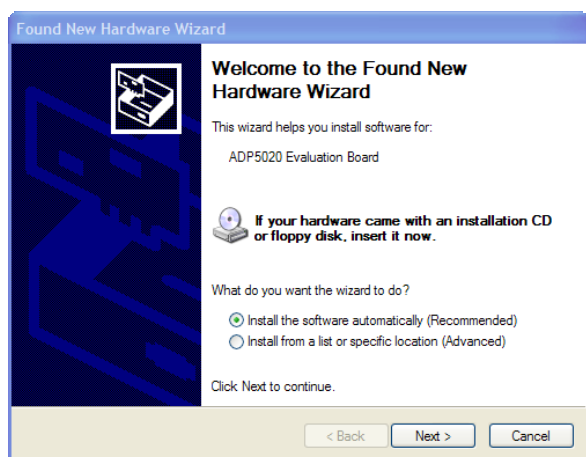 Found New Hardware Wizard
Welcome to the Found New
Hardware Wizard
This wizard helps you install software for:
ADP5020 Evaluation Board
If your hardware came with an installation CD
or floppy disk, insert it now.
What do you want the wizard to do?
Install the software automatically (Recommended)
Install from a list or specific location (Advanced)
Click Next to continue.
< Back Next > Cancel